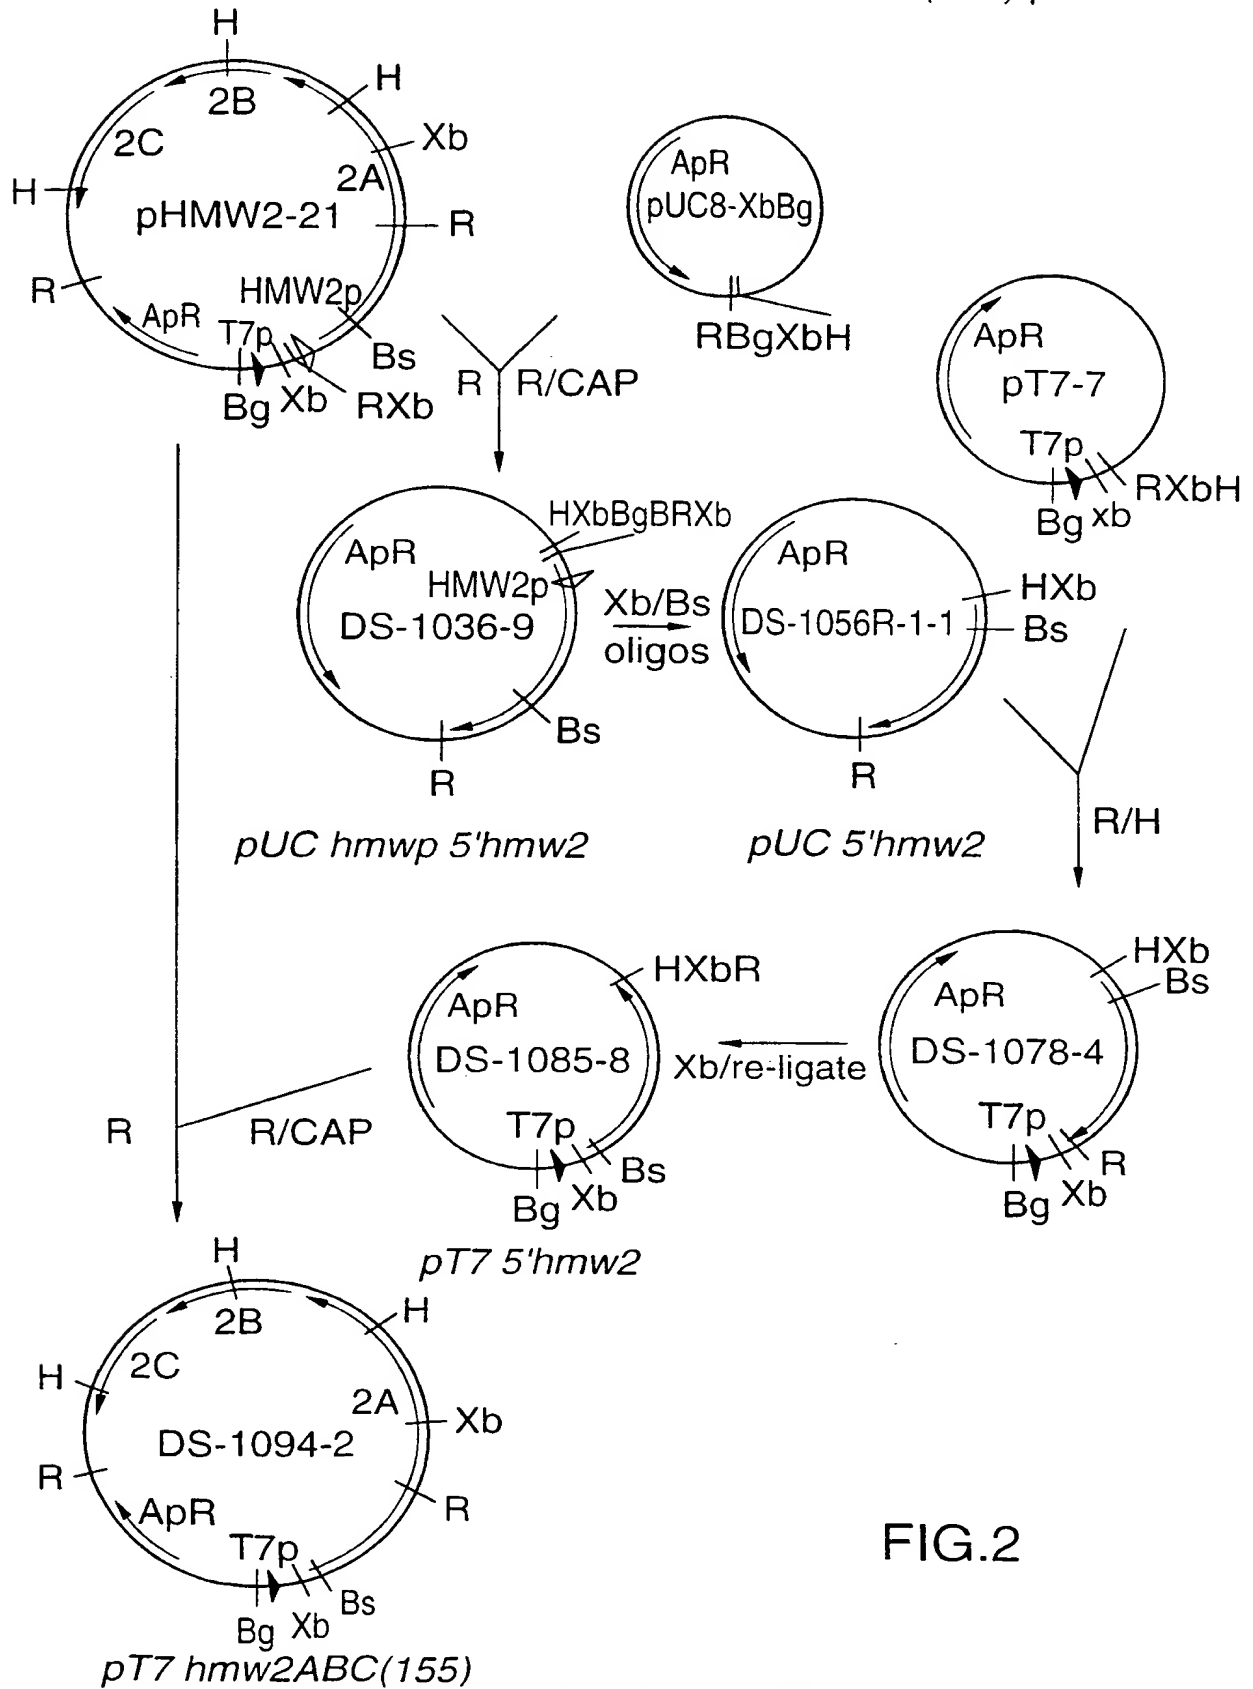 H
H
2B
Xb
ApR
2C
2A
pUC8-XbBg
H
pHMW2-21
R
R
HMW2p
RBgXbH
ApR
T7p
Bs
ApR
R
R/CAP
pT7-7
Bg
Xb
RXb
T7p
RXbH
HXbBgBRXb
Bg
xb
ApR
ApR
HMW2p
Xb/Bs
HXb
DS-1036-9
DS-1056R-1-1
Bs
oligos
Bs
R
R
R/H
pUC hmwp 5'hmw2
pUC 5'hmw2
HXbR
HXb
Bs
ApR
ApR
DS-1085-8
DS-1078-4
Xb/re-ligate
R
R/CAP
T7p
T7p
Bs
R
Bg
Xb
Bg
Xb
pT7 5'hmw2
H
H
2B
2C
H
2A
Xb
DS-1094-2
R
ApR
R
T7p
Bs
Bg
Xb
FIG.2
pT7 hmw2ABC(155)